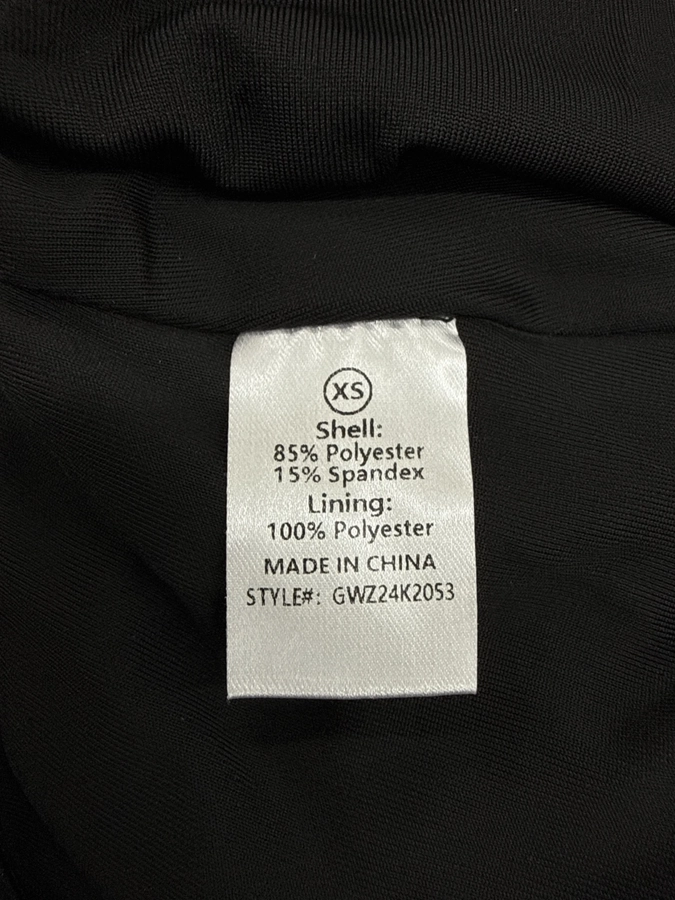 XS
Shell:
85% Polyester
15% Spandex
Lining:
100% Polyester
MADE IN CHINA
STYLE#: GWZ24K2053